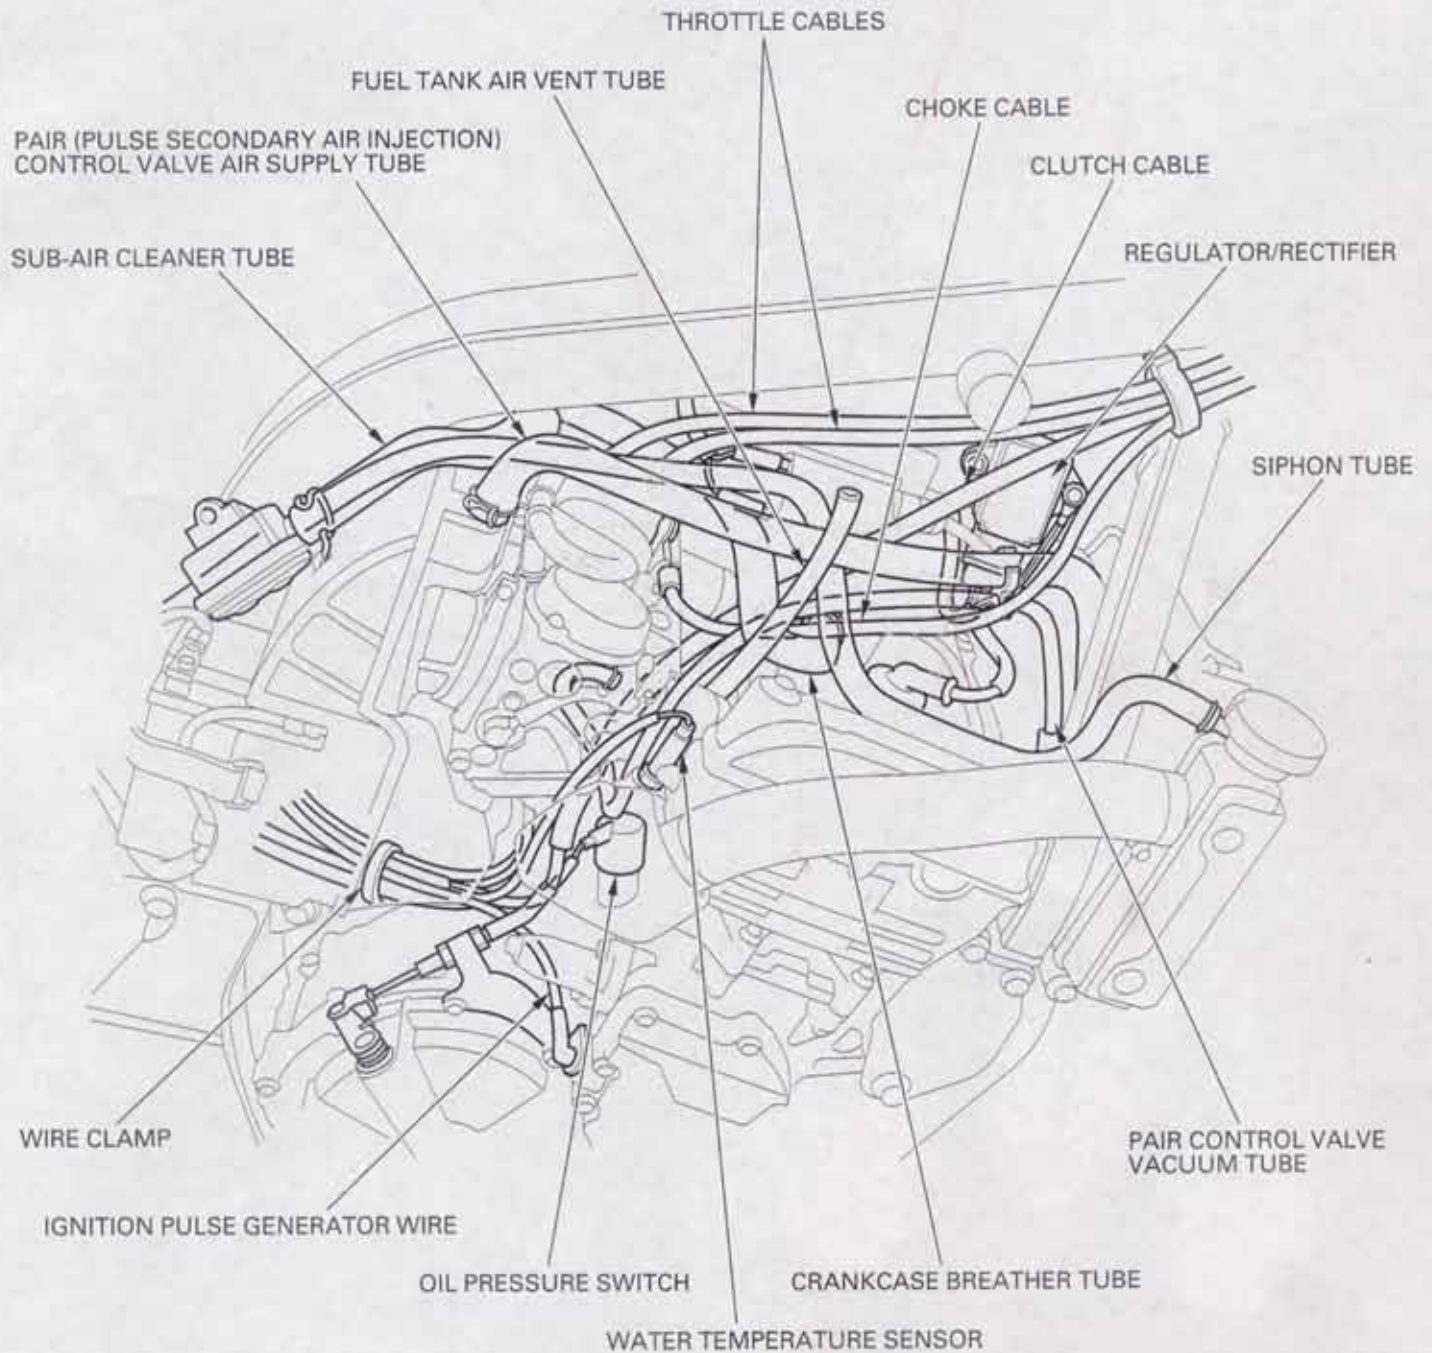 THROTTLE CABLES
FUEL TANK AIR VENT TUBE
CHOKE CABLE
PAIR (PULSE SECONDARY AIR INJECTION)
CONTROL VALVE AIR SUPPLY TUBE
CLUTCH CABLE
SUB-AIR CLEANER TUBE
REGULATOR/RECTIFIER
SIPHON TUBE
WIRE CLAMP
PAIR CONTROL VALVE
VACUUM TUBE
IGNITION PULSE GENERATOR WIRE
OIL PRESSURE SWITCH
CRANKCASE BREATHER TUBE
WATER TEMPERATURE SENSOR